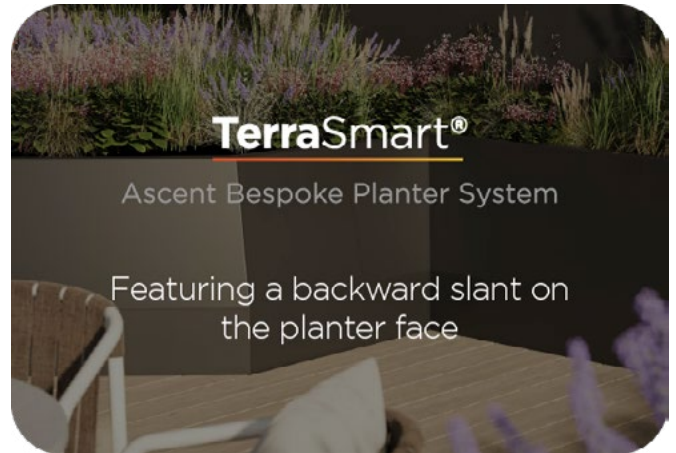 TerraSmart®
Ascent Bespoke Planter System
Featuring a backward slant on
the planter face